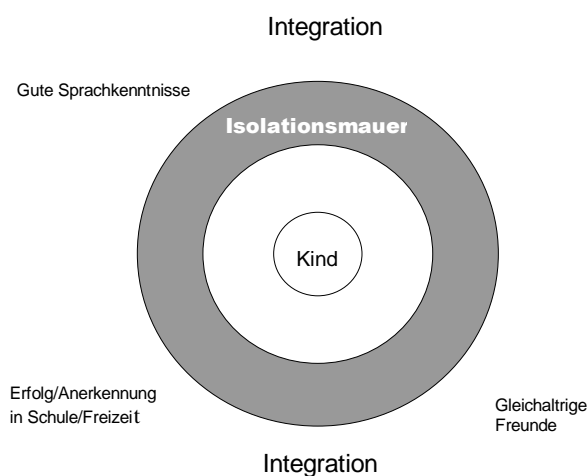 Integration
Gute Sprachkenntnisse
Isolationsmauer
Kind
Erfolg/Anerkennung
in Schule/Freizeit
Gleichaltrige
Freunde
Integration